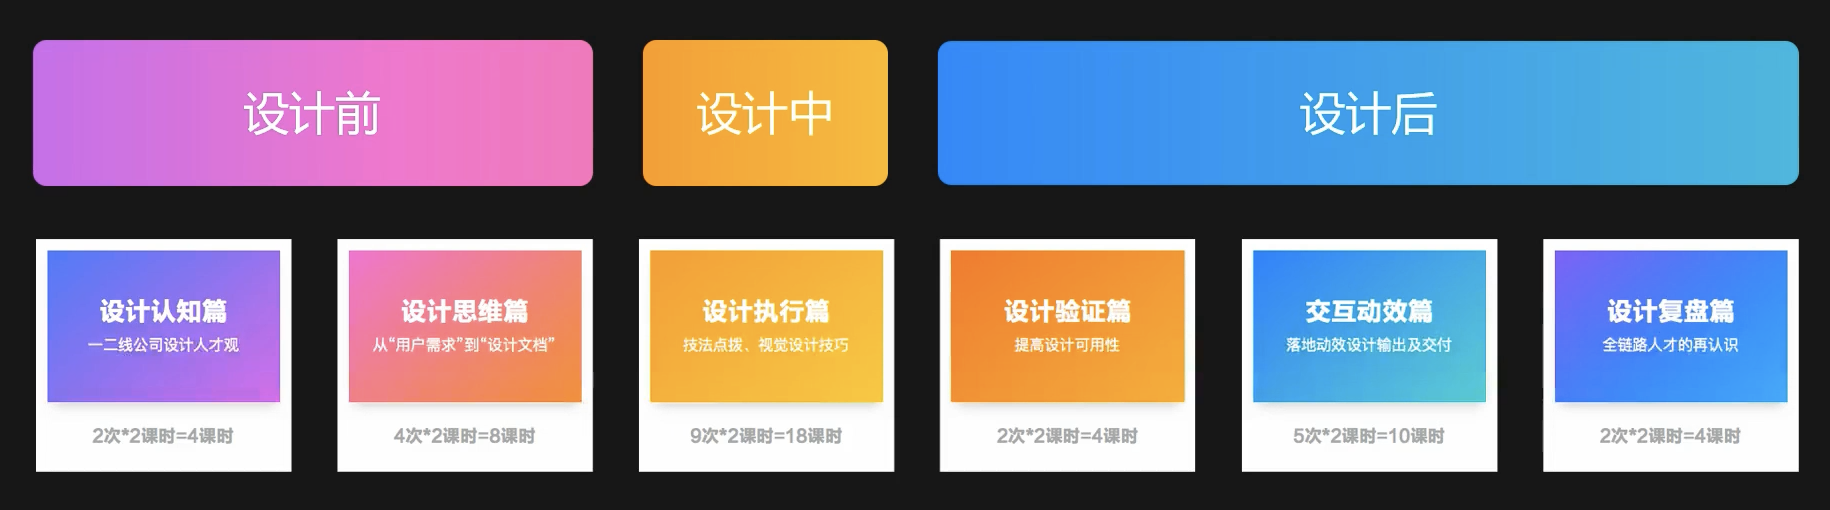 设计前
设计中
设计后
设计认知篇
一二线公司设计人才观
2次*2课时=4课时
设计思维篇
从“用户需求”到“设计文档”
4次*2课时=8课时
设计执行篇
技法点拨、视觉设计技巧
9次*2课时=18课时
设计验证篇
提高设计可用性
2次*2课时=4课时
交互动效篇
落地动效设计输出及交付
5次*2课时=10课时
设计复盘篇
全链路人才的再认识
2次*2课时=4课时